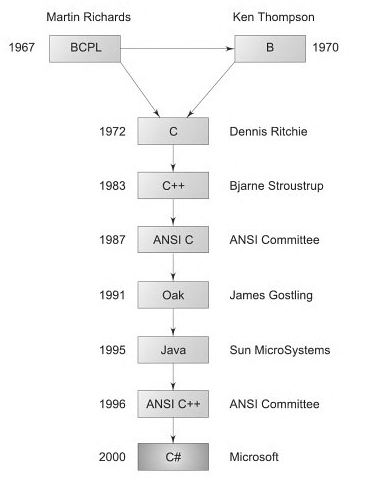 Martin Richards Ken Thompson
1967 BCPL B 1970
1972 C Dennis Ritchie
1983 C++ Bjarne Stroustrup
1987 ANSI C ANSI Committee
1991 Oak James Gostling
1995 Java Sun MicroSystems
1996 ANSI C++ ANSI Committee
2000 C# Microsoft